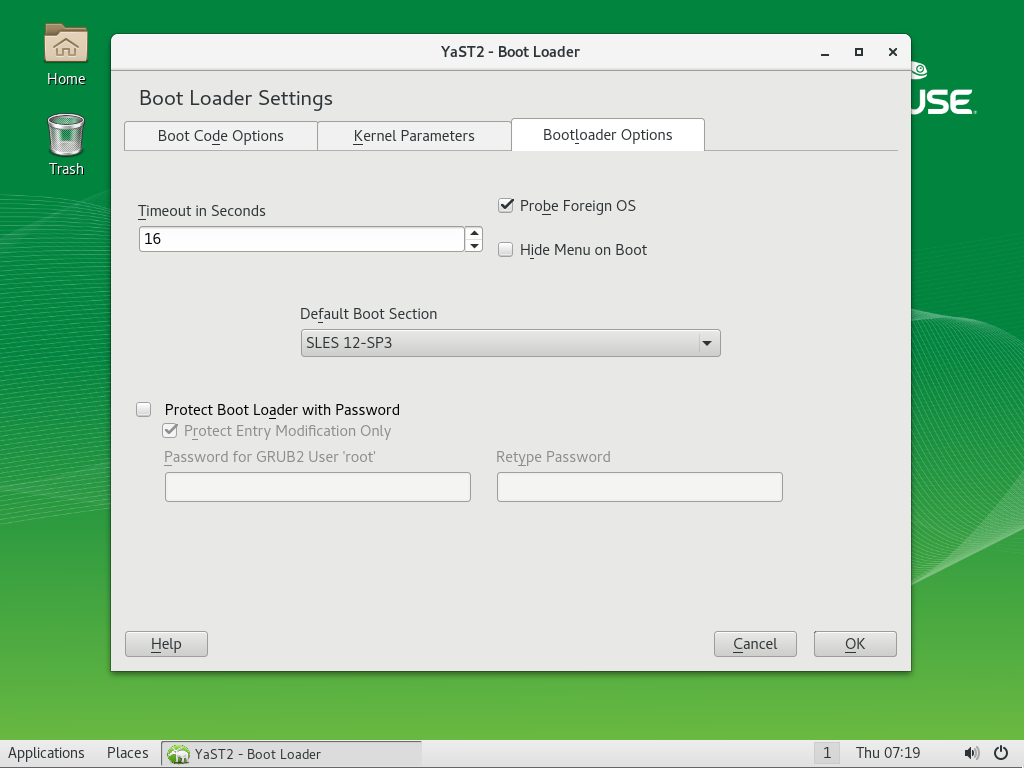 YaST2 - Boot Loader
Home
Trash
USE
Boot Loader Settings
Boot Code Options
Kernel Parameters
Bootloader Options
Timeout in Seconds
16
Probe Foreign OS
Hide Menu on Boot
Default Boot Section
SLES 12-SP3
Protect Boot Loader with Password
Protect Entry Modification Only
Password for GRUB2 User 'root'
Retype Password
Help
Cancel
OK
Applications
Places
YaST2 - Boot Loader
1
Thu 07:19